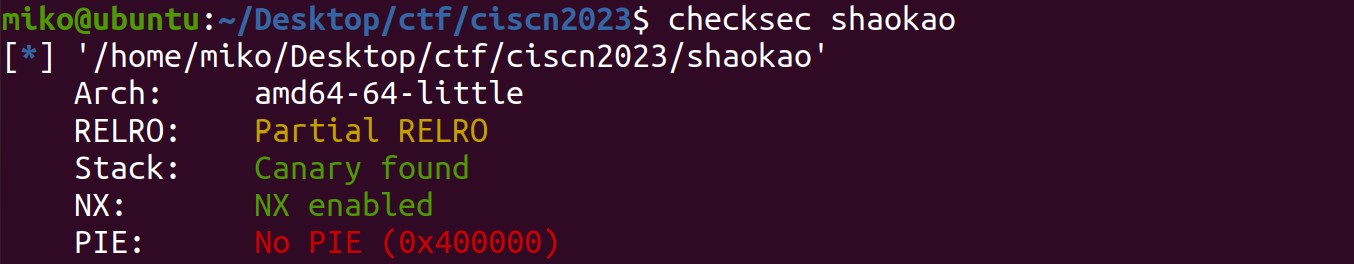 miko@ubuntu:~/Desktop/ctf/ciscn2023$ checksec shaokao
[*] '/home/miko/Desktop/ctf/ciscn2023/shaokao'
    Arch:     amd64-64-little
    RELRO:    Partial RELRO
    Stack:    Canary found
    NX:       NX enabled
    PIE:      No PIE (0x400000)